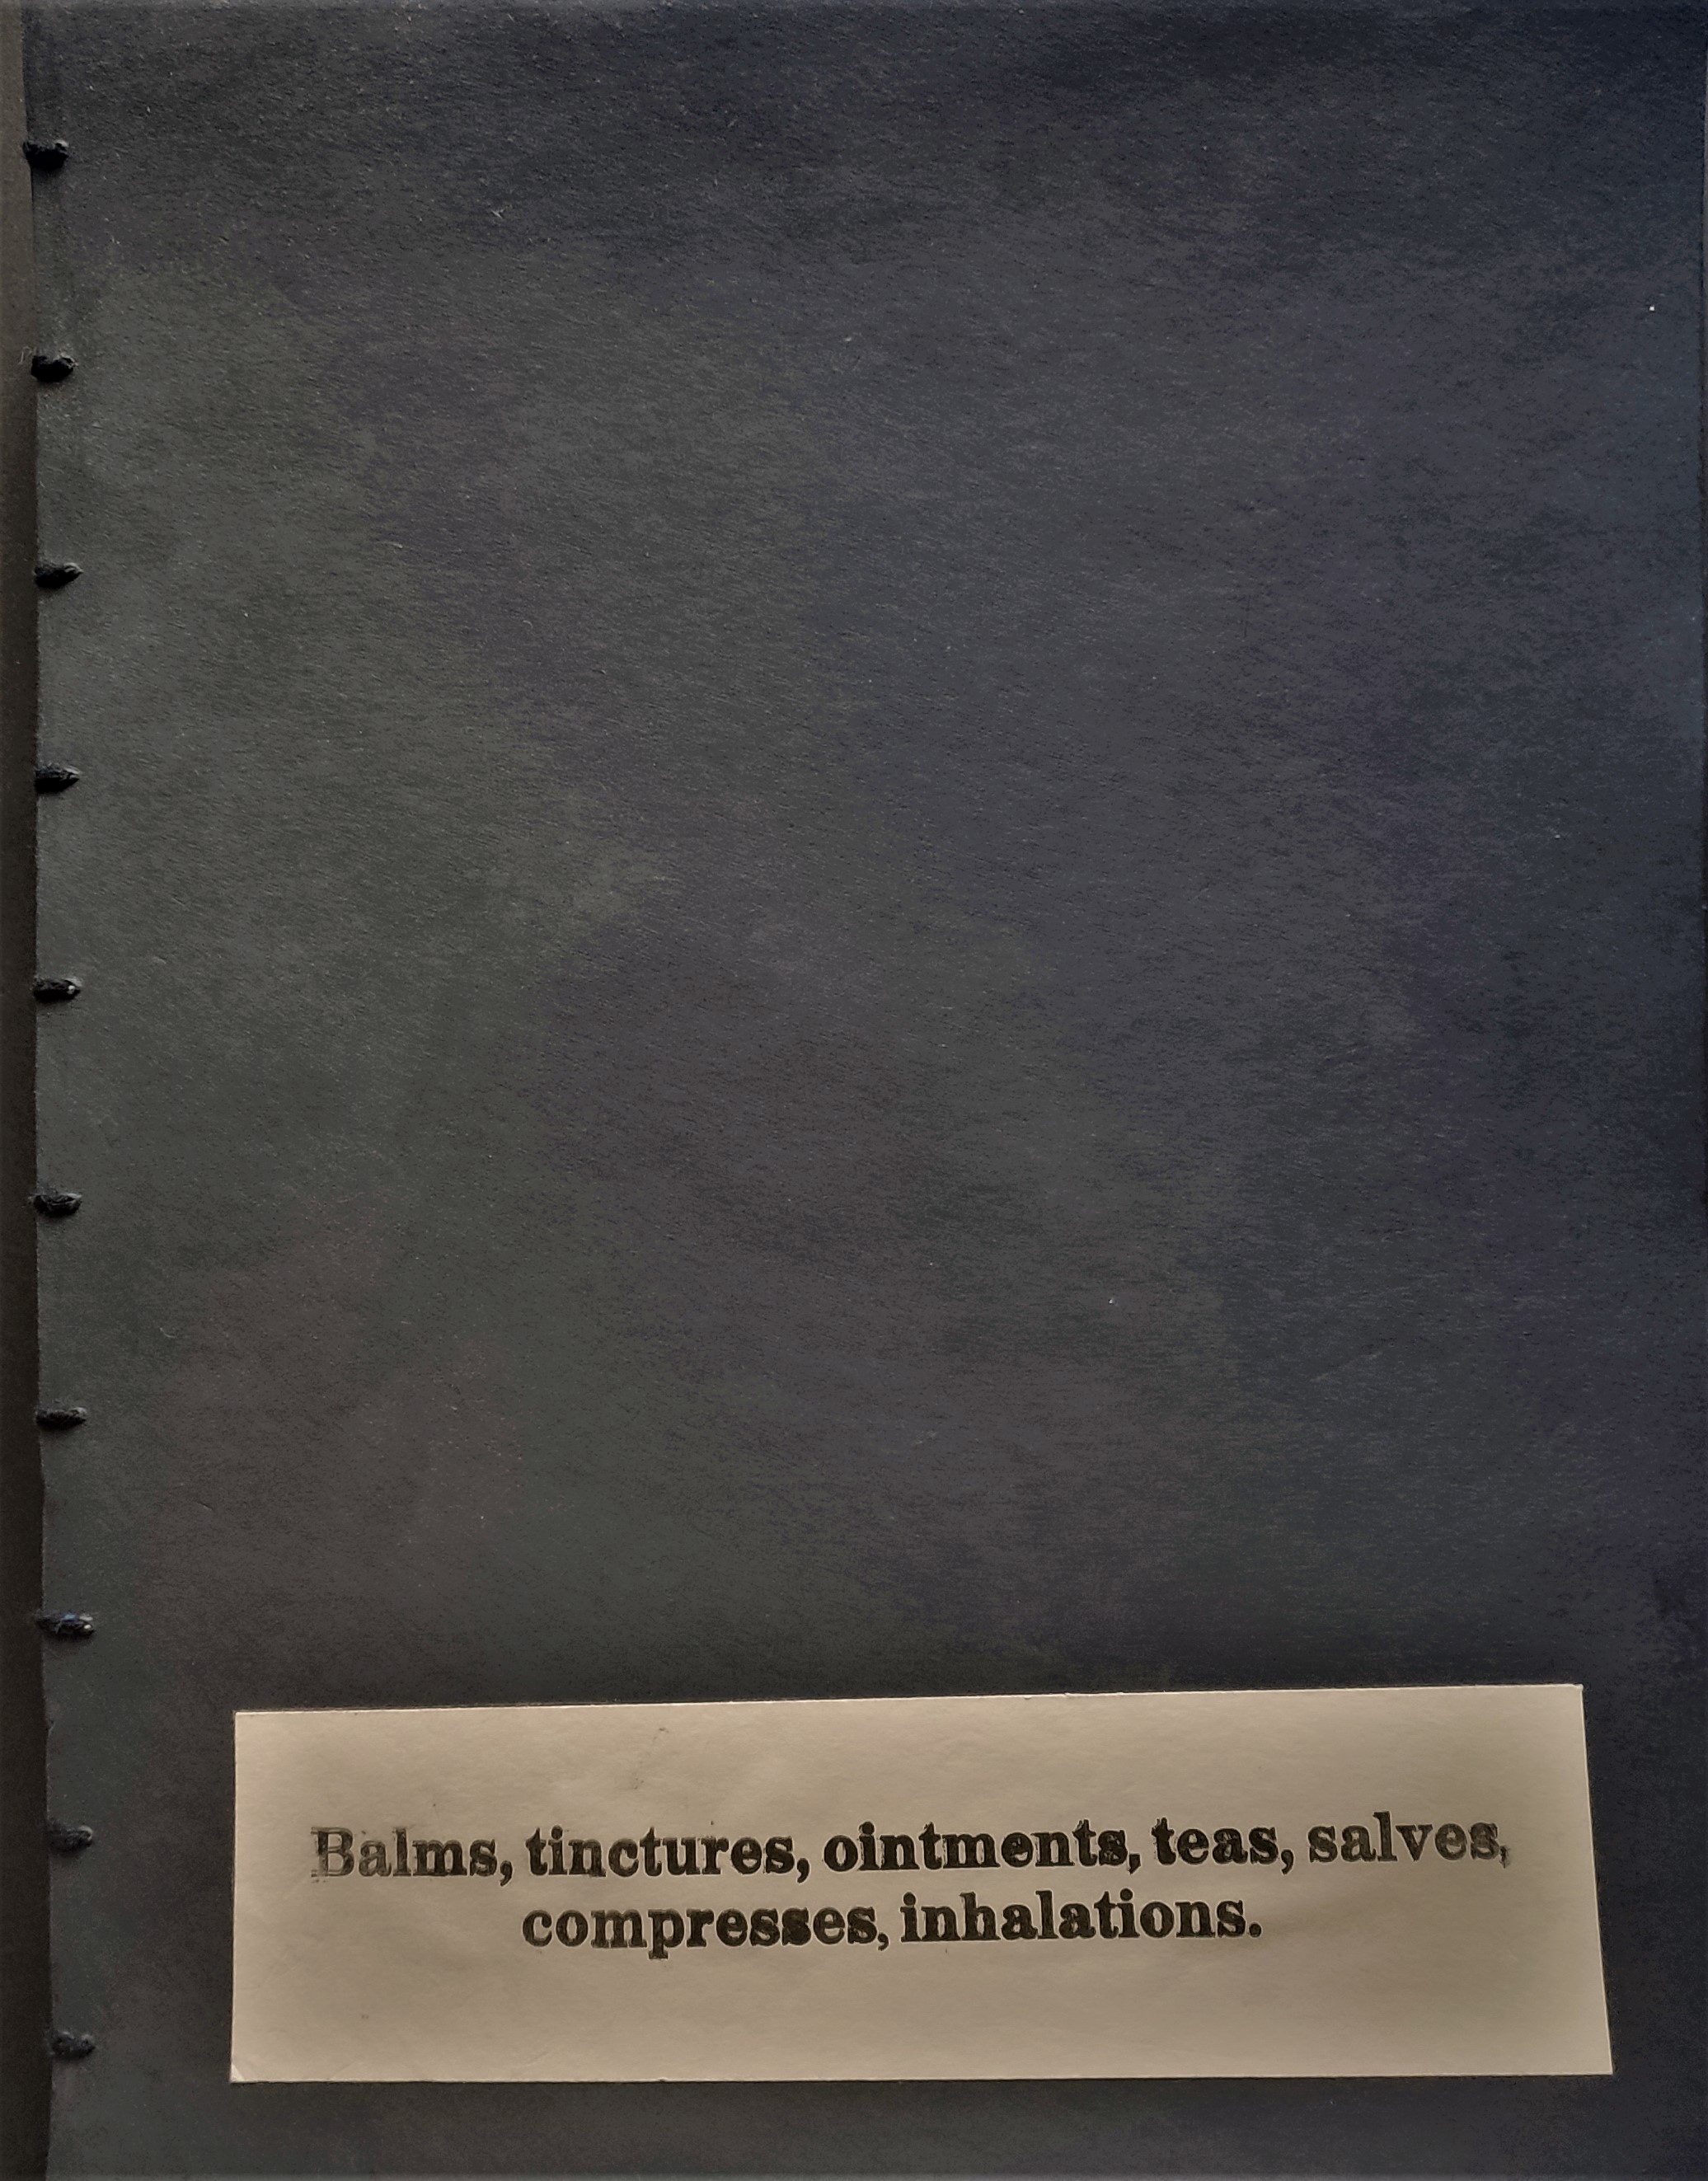 Balms, tinctures, ointments, teas, salves,
compresses, inhalations.